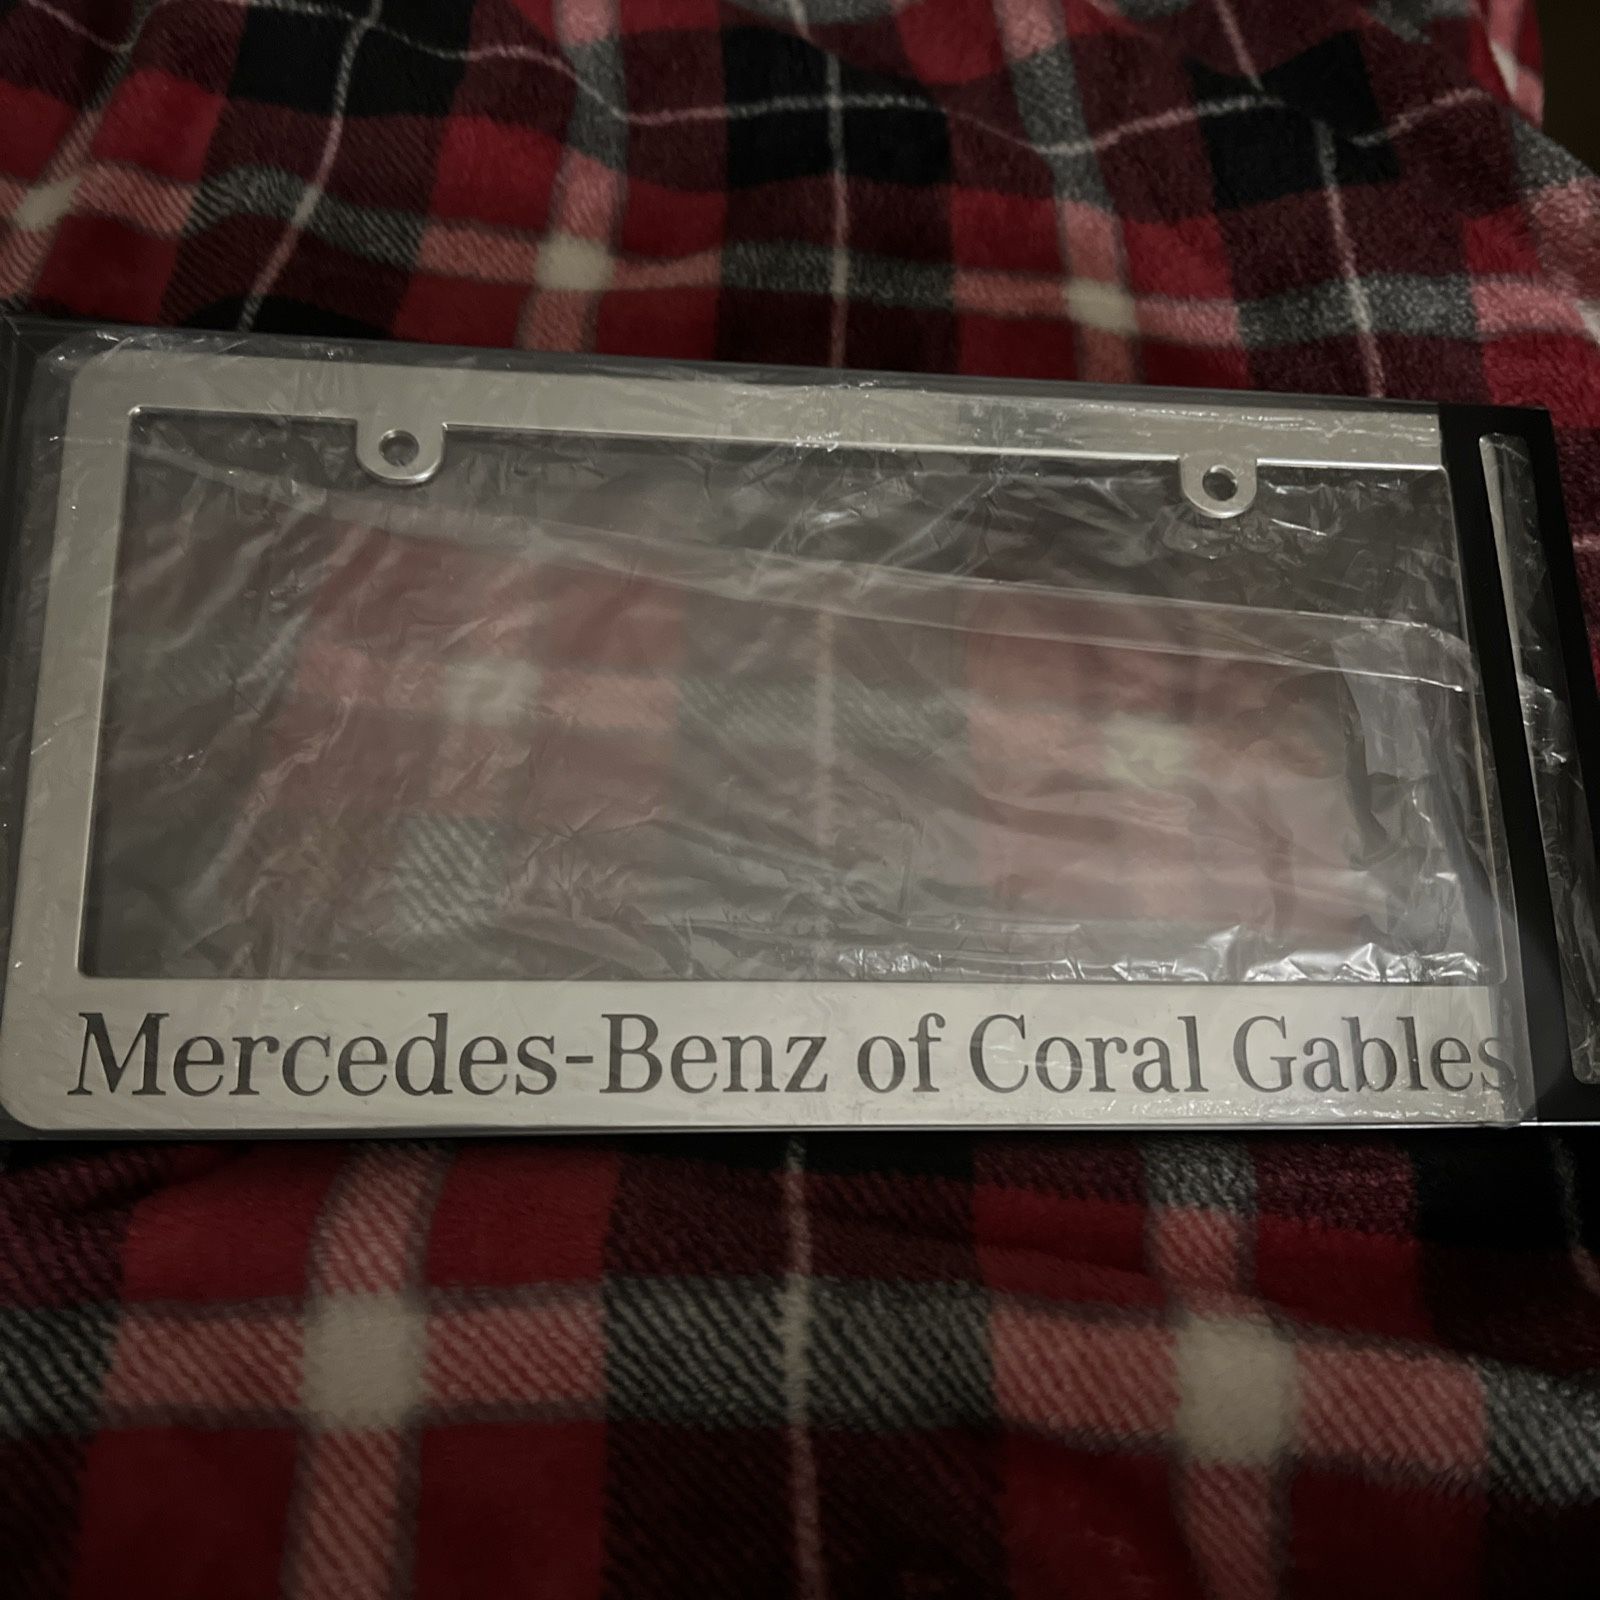 Mercedes-Benz of Coral Gables